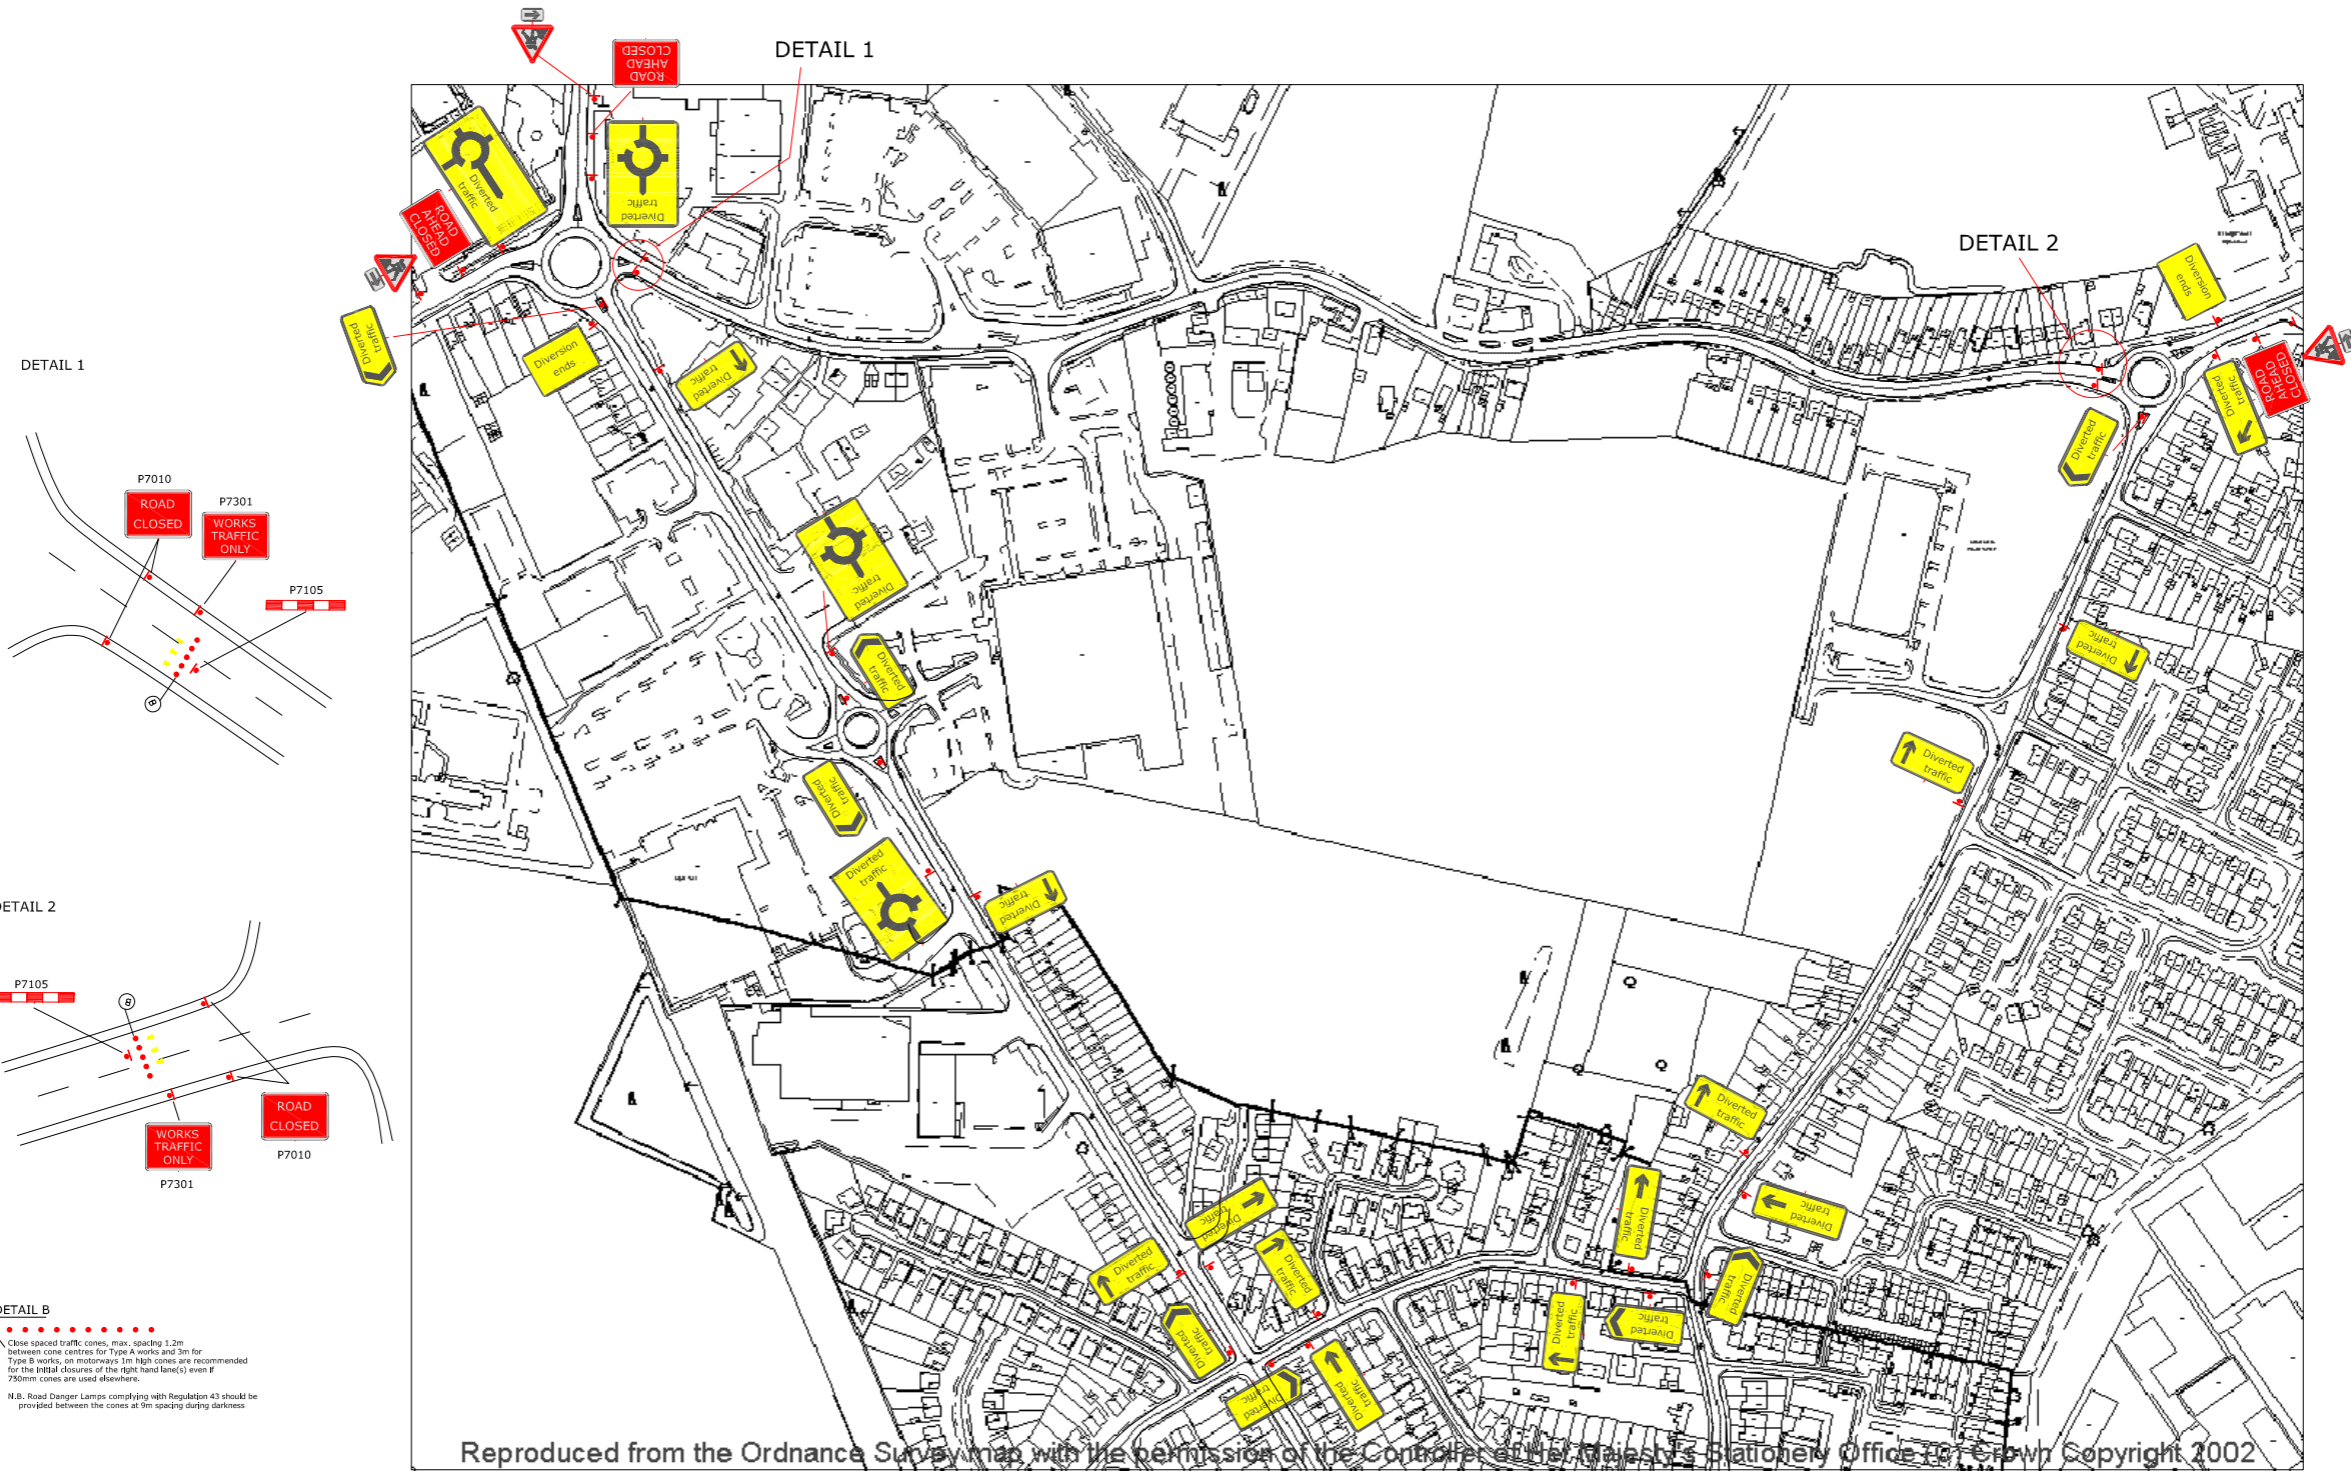 DETAIL 1
ROAD
AHEAD
CLOSED
Diverted
traffic
Diverted
traffic
ROAD
AHEAD
CLOSED
DETAIL 2
Diversion
ends
Diverted
traffic
Diversion
ends
Diverted
traffic
ROAD
AHEAD
CLOSED
Diverted
traffic
Diverted
traffic
DETAIL 1
P7010
ROAD
CLOSED
P7301
WORKS
TRAFFIC
ONLY
P7105
B
Diverted
traffic
Diverted
traffic
Diverted
traffic
Diverted
traffic
Diverted
traffic
Diverted
traffic
Diverted
traffic
DETAIL 2
P7105
B
ROAD
CLOSED
P7010
WORKS
TRAFFIC
ONLY
P7301
Diverted
traffic
Diverted
traffic
Diverted
traffic
Diverted
traffic
Diverted
traffic
Diverted
traffic
Diverted
traffic
Diverted
traffic
Diverted
traffic
Diverted
traffic
Diverted
traffic
Diverted
traffic
DETAIL B
Close spaced traffic cones, max. spacing 1.2m
between cone centres for Type A works and 3m for
Type B works, on motorways 1m high cones are recommended
for the initial closures of the right hand lane(s) even if
750mm cones are used elsewhere.
N.B. Road Danger Lamps complying with Regulation 43 should be
provided between the cones at 9m spacing during darkness
Reproduced from the Ordnance Survey map with the permission of the Controller of Her Majesty's Stationery Office (C) Crown Copyright 2002